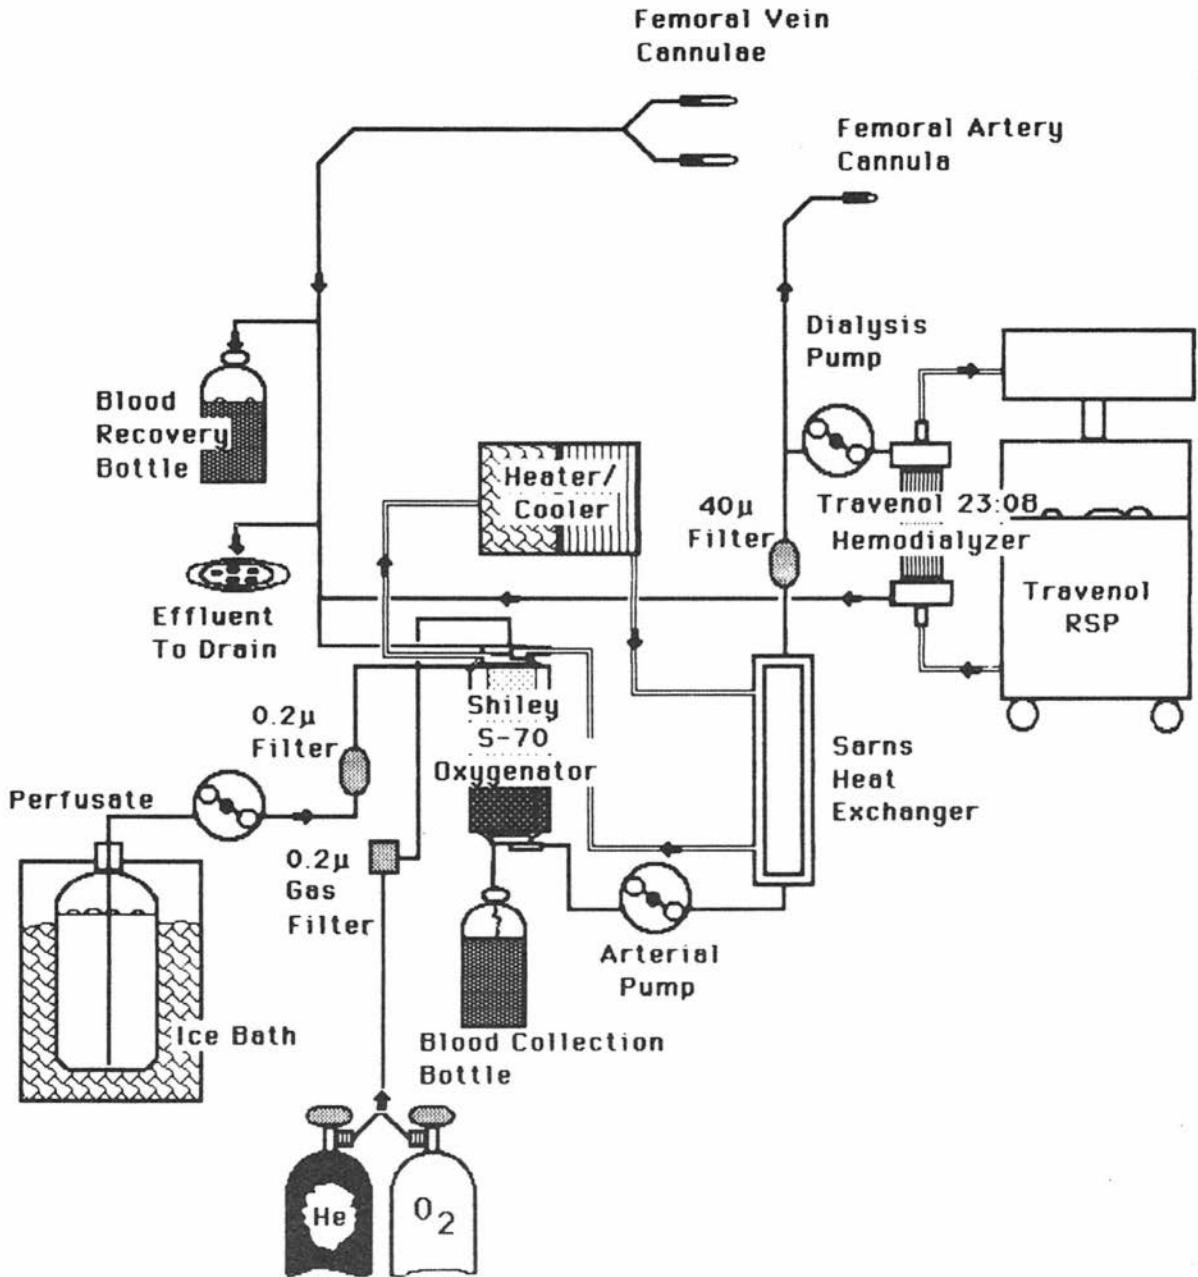 Femoral Vein
Cannulae
Femoral Artery
Cannula
Dialysis
Pump
Blood
Recovery
Bottle
Heater/
Cooler
40µ
Filter
Travenol 23:08
Hemodialyzer
Travenol
RSP
Effluent
To Drain
Shiley
S-70
Oxygenator
0.2µ
Filter
Sarns
Heat
Exchanger
Perfusate
0.2µ
Gas
Filter
Arterial
Pump
Ice Bath
Blood Collection
Bottle
He
O2